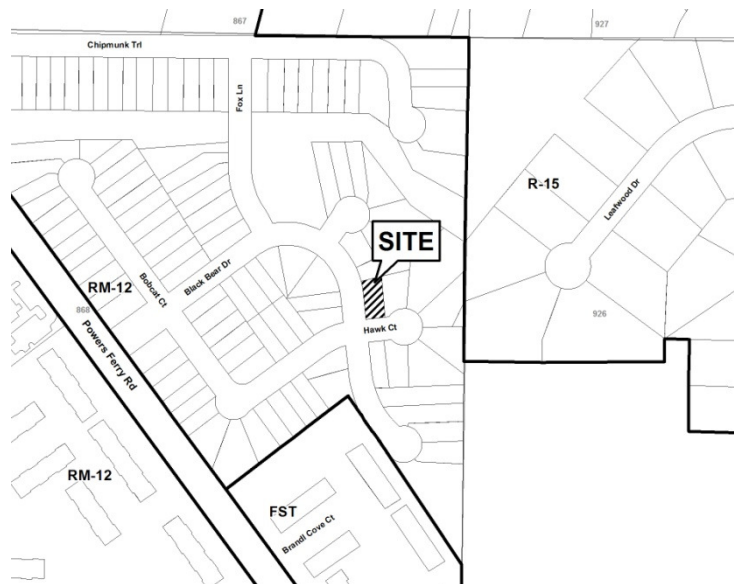 867
927
Chipmunk Trl
Fox Ln
R-15
Leafwood Dr
SITE
Black Bear Dr
RM-12
Bobcat Ct
868
Powers Ferry Rd
Hawk Ct
926
RM-12
FST
Brandl Cove Ct